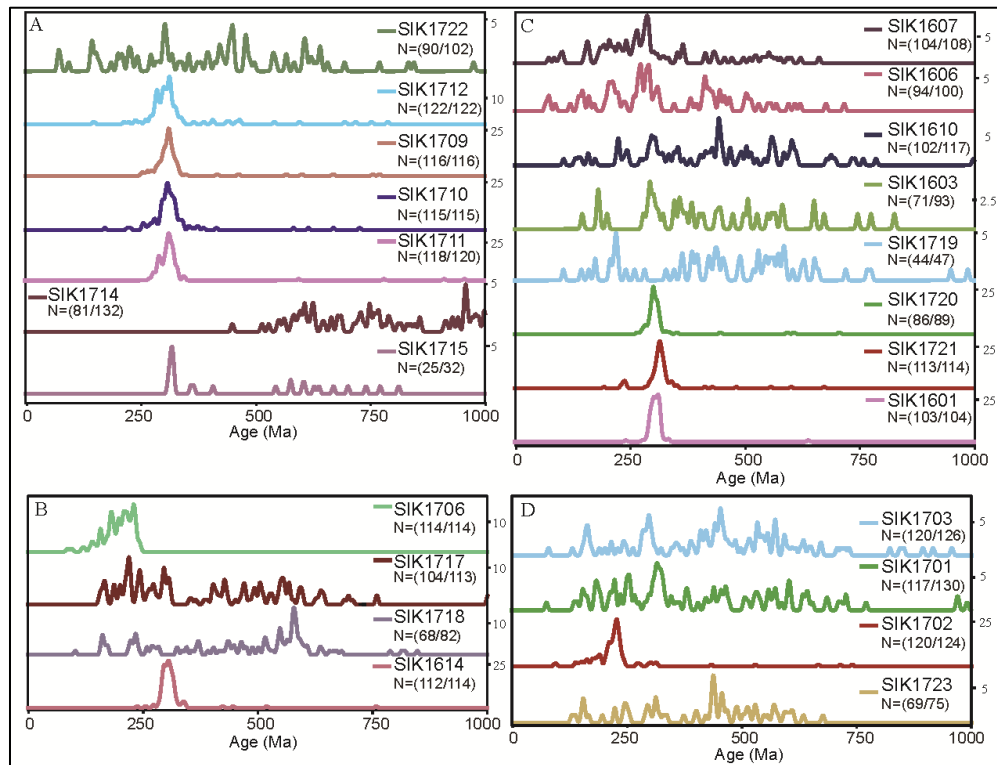 A
SIK1722
N=(90/102)
5
SIK1712
N=(122/122)
10
SIK1709
N=(116/116)
25
SIK1710
N=(115/115)
25
SIK1711
N=(118/120)
25
SIK1714
N=(81/132)
5
SIK1715
N=(25/32)
5
0 250 500 750 1000
Age (Ma)
C
SIK1607
N=(104/108)
5
SIK1606
N=(94/100)
5
SIK1610
N=(102/117)
5
SIK1603
N=(71/93)
2.5
SIK1719
N=(44/47)
5
SIK1720
N=(86/89)
25
SIK1721
N=(113/114)
25
SIK1601
N=(103/104)
25
0 250 500 750 1000
Age (Ma)
B
SIK1706
N=(114/114)
10
SIK1717
N=(104/113)
10
SIK1718
N=(68/82)
10
SIK1614
N=(112/114)
25
0 250 500 750 1000
Age (Ma)
D
SIK1703
N=(120/126)
5
SIK1701
N=(117/130)
5
SIK1702
N=(120/124)
25
SIK1723
N=(69/75)
5
0 250 500 750 1000
Age (Ma)